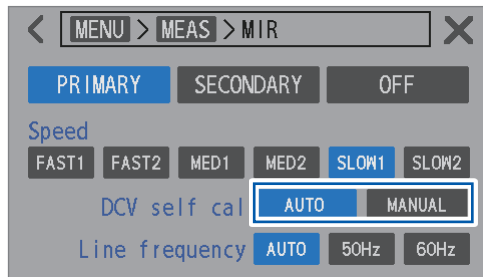 MENU > MEAS > MIR
PRIMARY SECONDARY OFF
Speed
FAST1 FAST2 MED1 MED2 SLOW1 SLOW2
DCV self cal AUTO MANUAL
Line frequency AUTO 50Hz 60Hz